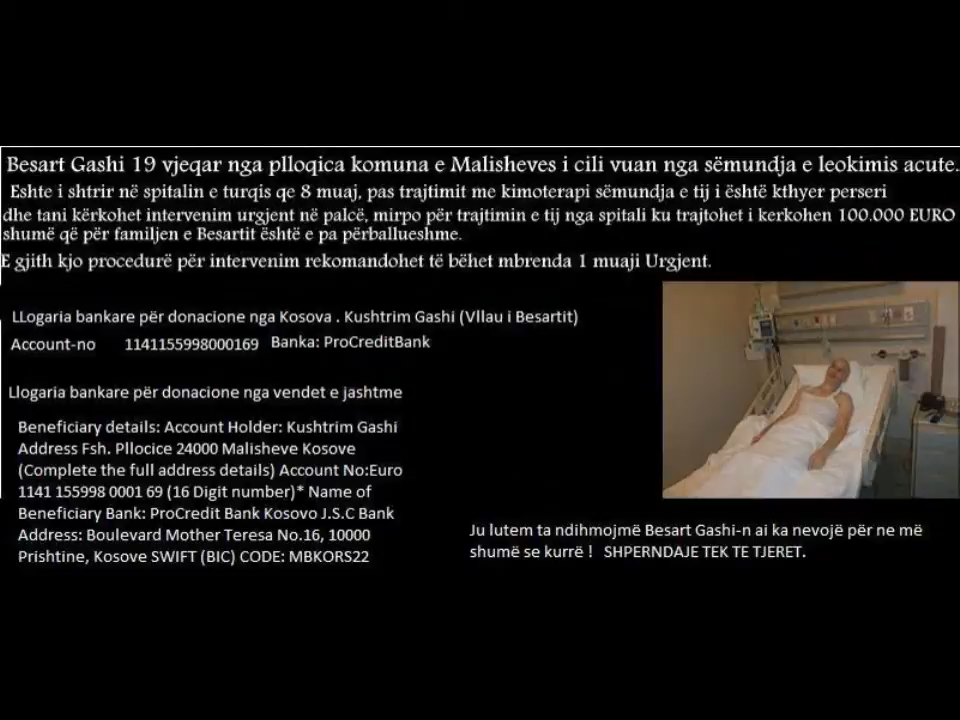 Besart Gashi 19 vjeqar nga plloqica komuna e Malisheves i cili vuan nga sëmundja e leokimis acute.
Eshte i shtrir në spitalin e turqis qe 8 muaj, pas trajtimit me kimoterapi sëmundja e tij i është kthyer perseri
dhe tani kërkohet intervenim urgjent në palcë, mirpo për trajtimin e tij nga spitali ku trajtohet i kerkohen 100.000 EURO
shumë që për familjen e Besartit është e pa përballueshme.
E gjith kjo procedurë për intervenim rekomandohet të bëhet mbrenda 1 muaji Urgjent.
LLogaria bankare për donacione nga Kosova . Kushtrim Gashi (Vllau i Besartit)
Account-no 1141155998000169 Banka: ProCreditBank
Llogaria bankare për donacione nga vendet e jashtme
Beneficiary details: Account Holder: Kushtrim Gashi
Address Fsh. Pllocice 24000 Malisheve Kosove
(Complete the full address details) Account No:Euro
1141 155998 0001 69 (16 Digit number)* Name of
Beneficiary Bank: ProCredit Bank Kosovo J.S.C Bank
Address: Boulevard Mother Teresa No.16, 10000
Prishtine, Kosove SWIFT (BIC) CODE: MBKORS22
Ju lutem ta ndihmojmë Besart Gashi-n ai ka nevojë për ne më
shumë se kurrë ! SHPERNDAJE TEK TE TJERET.